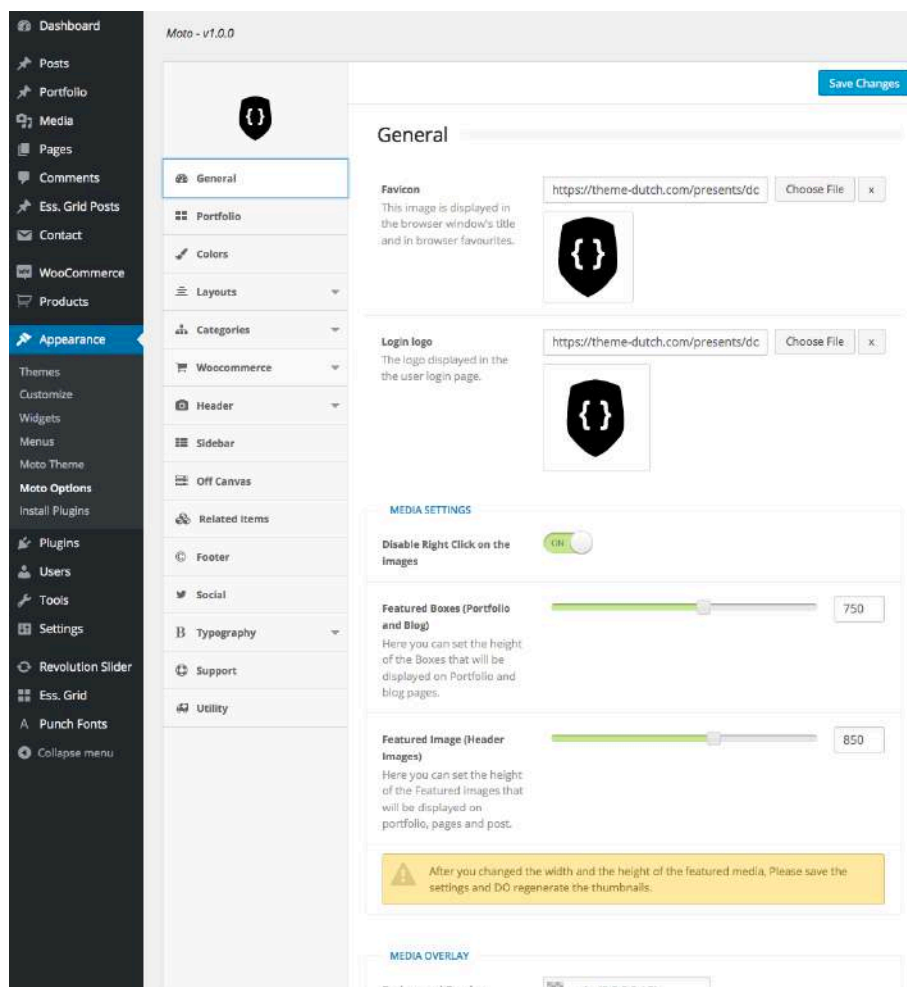 Dashboard
Posts
Portfolio
Media
Pages
Comments
Ess. Grid Posts
Contact
WooCommerce
Products
Appearance
Themes
Customize
Widgets
Menus
Moto Theme
Moto Options
Install Plugins
Plugins
Users
Tools
Settings
Revolution Slider
Ess. Grid
A Punch Fonts
Collapse menu
Moto - v1.0.0
{ }
General
Portfolio
Colors
Layouts
Categories
Woocommerce
Header
Sidebar
Off Canvas
Related Items
© Footer
Social
B Typography
Support
Utility
Save Changes
General
Favicon
This image is displayed in
the browser window's title
and in browser favourites.
https://theme-dutch.com/presents/dc
Choose File
x
{ }
Login logo
The logo displayed in the
the user login page.
https://theme-dutch.com/presents/dc
Choose File
x
{ }
MEDIA SETTINGS
Disable Right Click on the
Images
ON
Featured Boxes (Portfolio
and Blog)
Here you can set the height
of the Boxes that will be
displayed on Portfolio and
blog pages.
750
Featured Image (Header
Images)
Here you can set the height
of the Featured Images that
will be displayed on
portfolio, pages and post.
850
After you changed the width and the height of the featured media, Please save the
settings and DO regenerate the thumbnails.
MEDIA OVERLAY